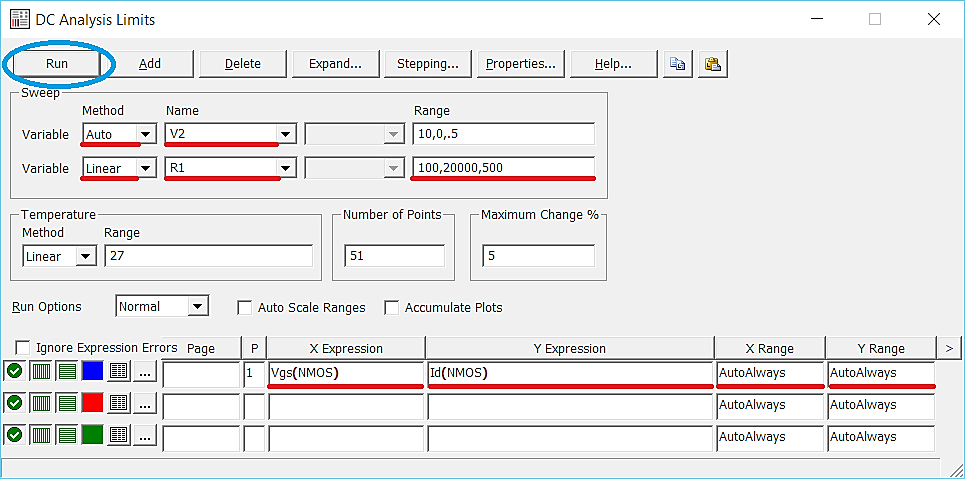 DC Analysis Limits
Run Add Delete Expand... Stepping... Properties... Help...
Sweep
Method Name Range
Variable Auto V2 10,0,.5
Variable Linear R1 100,20000,500
Temperature Number of Points Maximum Change %
Method Range
Linear 27 51 5
Run Options Normal Auto Scale Ranges Accumulate Plots
Ignore Expression Errors Page P X Expression Y Expression X Range Y Range >
... 1 Vgs(NMOS) Id(NMOS) AutoAlways AutoAlways
... AutoAlways AutoAlways
... AutoAlways AutoAlways